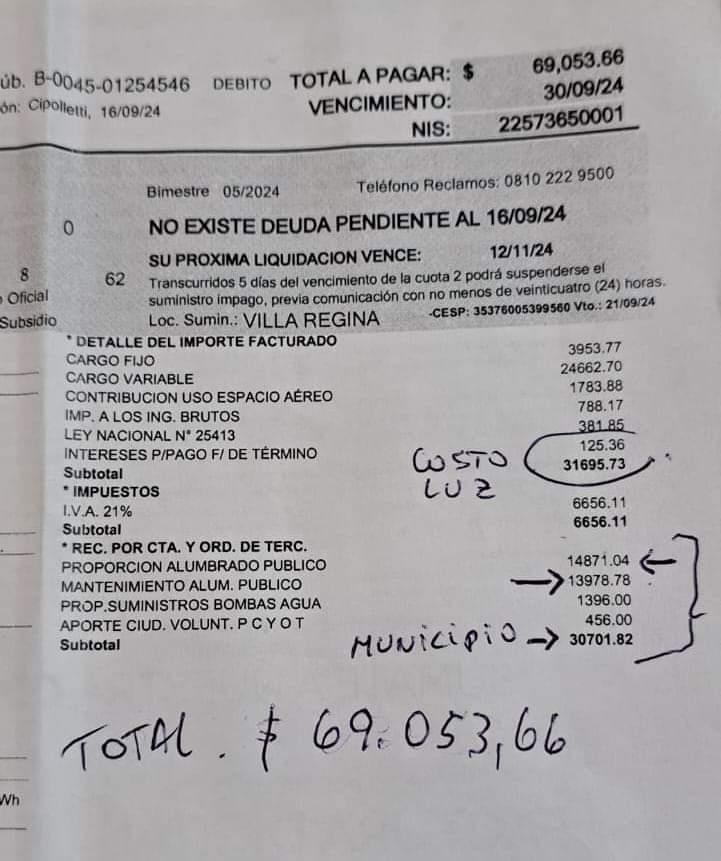 úb. B-0045-01254546 DEBITO TOTAL A PAGAR: $ 69,053.66
ón: Cipolletti, 16/09/24 VENCIMIENTO: 30/09/24
NIS: 22573650001
Bimestre 05/2024 Teléfono Reclamos: 0810 222 9500
0 NO EXISTE DEUDA PENDIENTE AL 16/09/24
SU PROXIMA LIQUIDACION VENCE: 12/11/24
8 62 Transcurridos 5 días del vencimiento de la cuota 2 podrá suspenderse el
Oficial suministro impago, previa comunicación con no menos de veinticuatro (24) horas.
Subsidio Loc. Sumin.: VILLA REGINA -CESP: 35376005399560 Vto.: 21/09/24
* DETALLE DEL IMPORTE FACTURADO
CARGO FIJO 3953.77
CARGO VARIABLE 24662.70
CONTRIBUCION USO ESPACIO AÉREO 1783.88
IMP. A LOS ING. BRUTOS 788.17
LEY NACIONAL N° 25413 381.85
INTERESES P/PAGO F/ DE TÉRMINO 125.36
Subtotal COSTO LUZ 31695.73
* IMPUESTOS
I.V.A. 21% 6656.11
Subtotal 6656.11
* REC. POR CTA. Y ORD. DE TERC.
PROPORCION ALUMBRADO PUBLICO 14871.04
MANTENIMIENTO ALUM. PUBLICO 13978.78
PROP.SUMINISTROS BOMBAS AGUA 1396.00
APORTE CIUD. VOLUNT. P C Y O T 456.00
Subtotal MUNICIPIO 30701.82
TOTAL. $ 69.053,66
Wh